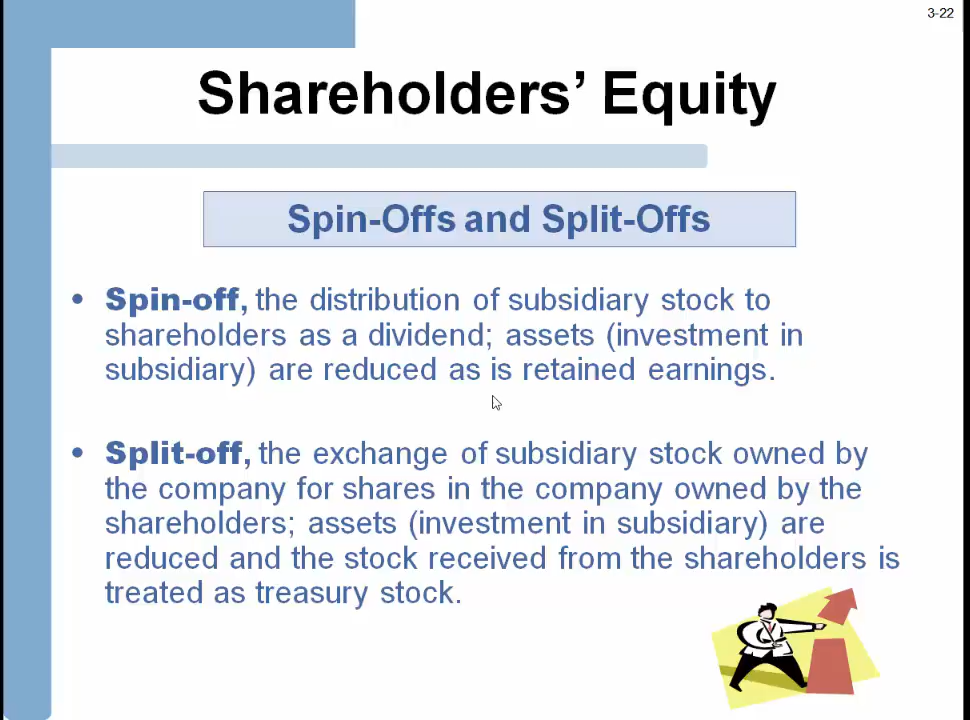 3-22
Shareholders’ Equity
Spin-Offs and Split-Offs
• Spin-off, the distribution of subsidiary stock to
shareholders as a dividend; assets (investment in
subsidiary) are reduced as is retained earnings.
• Split-off, the exchange of subsidiary stock owned by
the company for shares in the company owned by the
shareholders; assets (investment in subsidiary) are
reduced and the stock received from the shareholders is
treated as treasury stock.